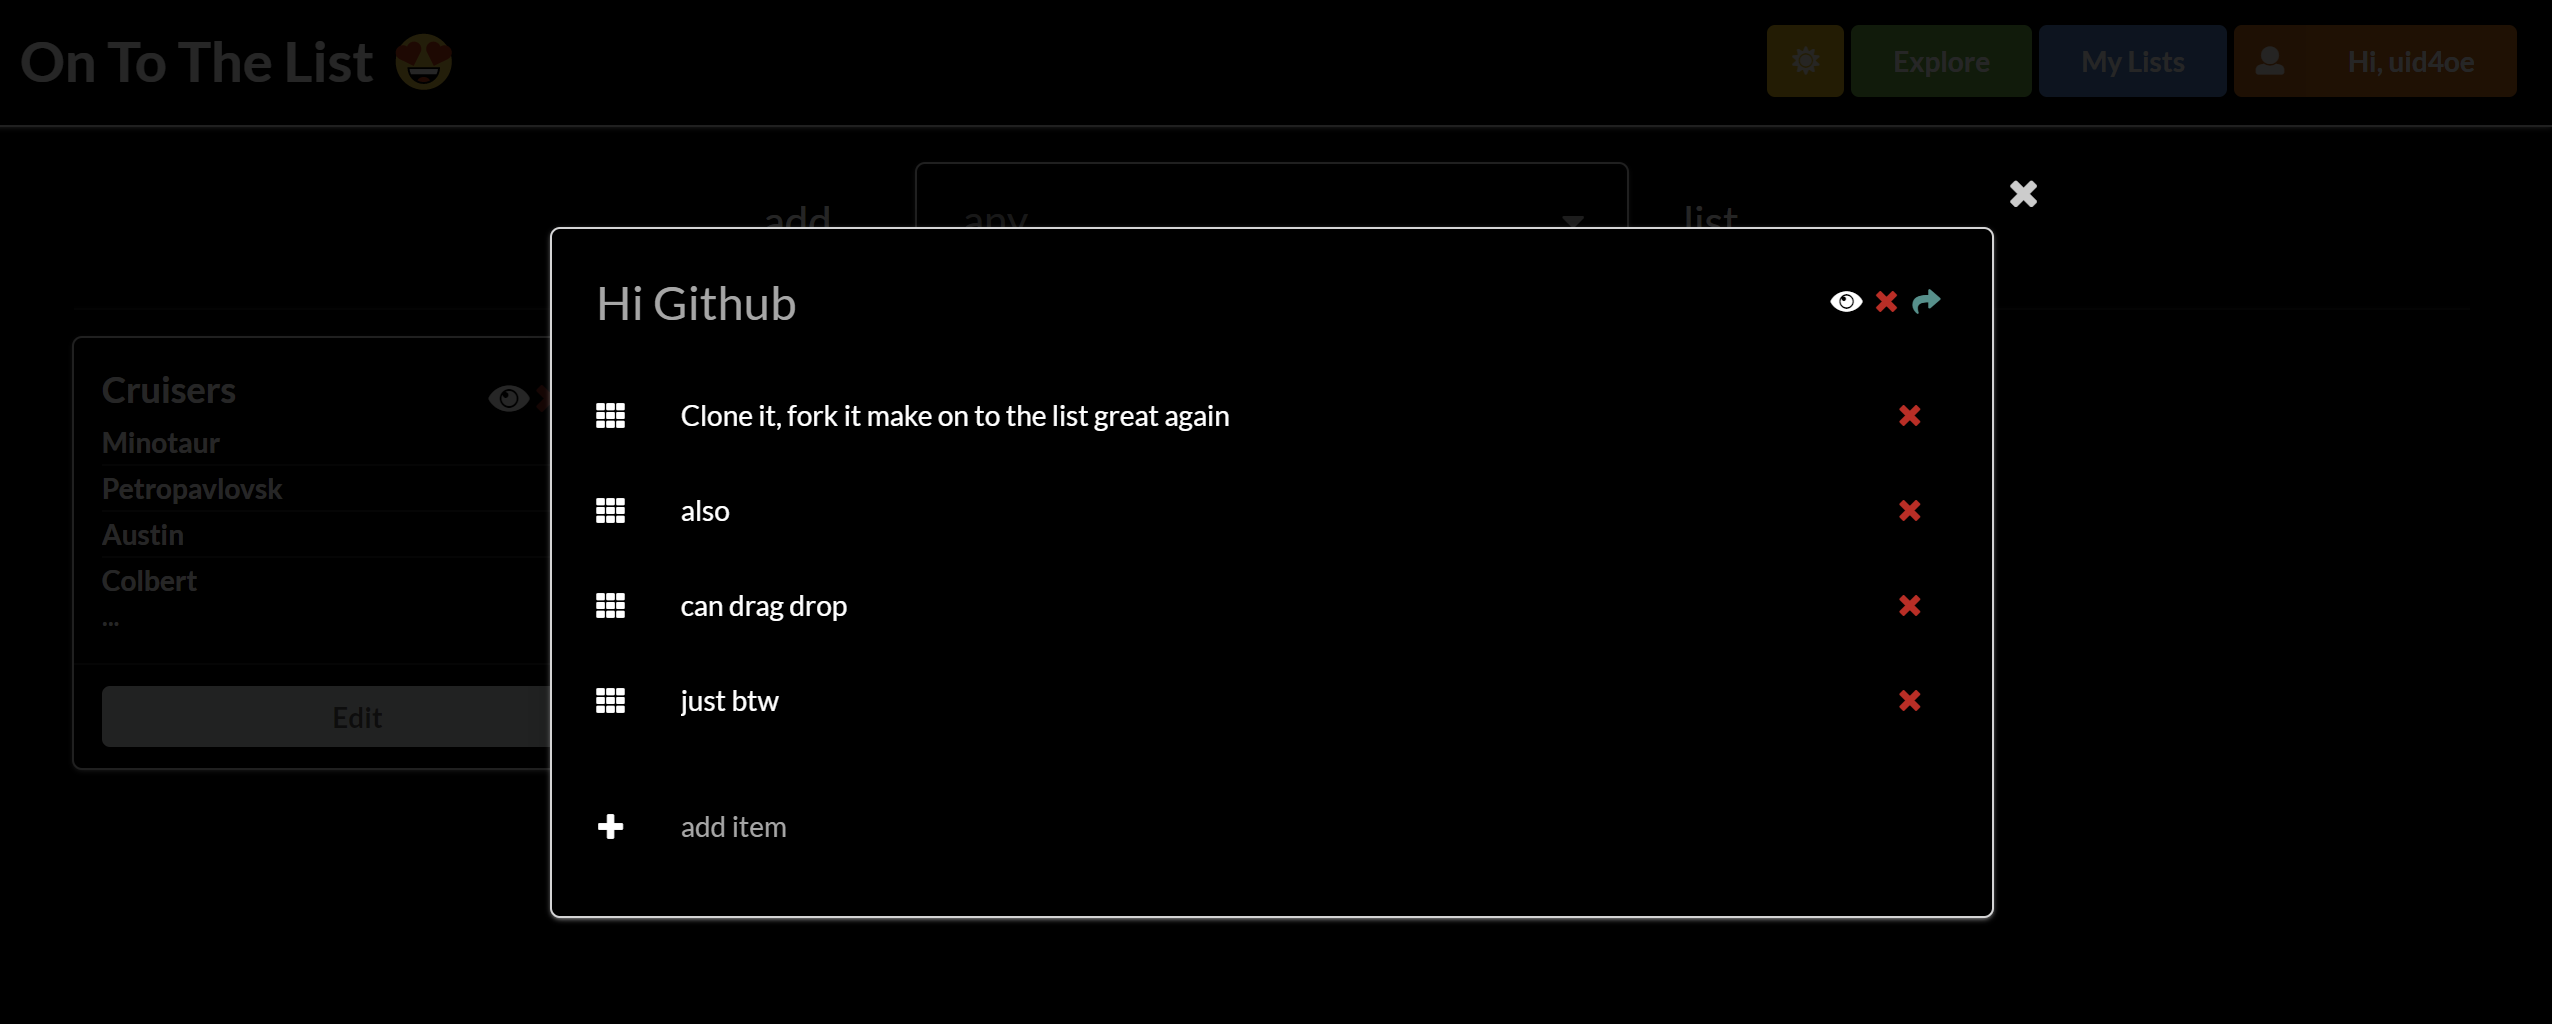 On To The List
Explore
My Lists
Hi, uid4oe
add
any
list
Hi Github
Clone it, fork it make on to the list great again
also
can drag drop
just btw
add item
Cruisers
Minotaur
Petropavlovsk
Austin
Colbert
...
Edit